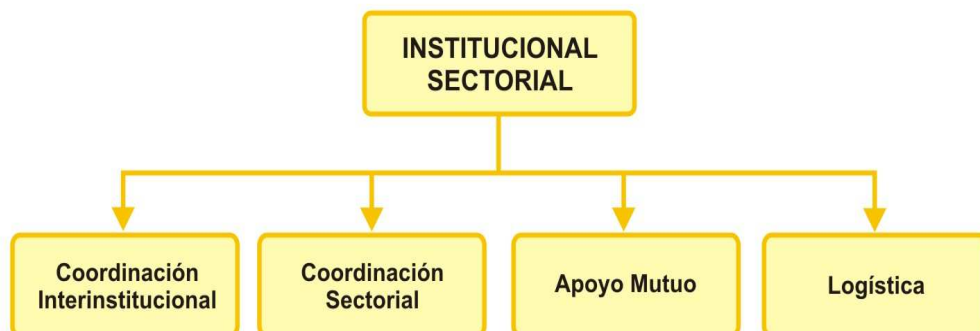 INSTITUCIONAL
SECTORIAL
Coordinación
Interinstitucional
Coordinación
Sectorial
Apoyo Mutuo
Logística